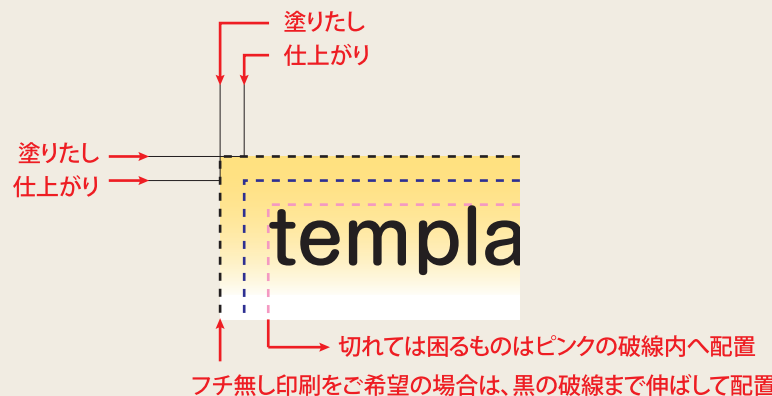 塗りたし
仕上がり
塗りたし
仕上がり
templa
切れては困るものはピンクの破線内へ配置
フチ無し印刷をご希望の場合は、黒の破線まで伸ばして配置